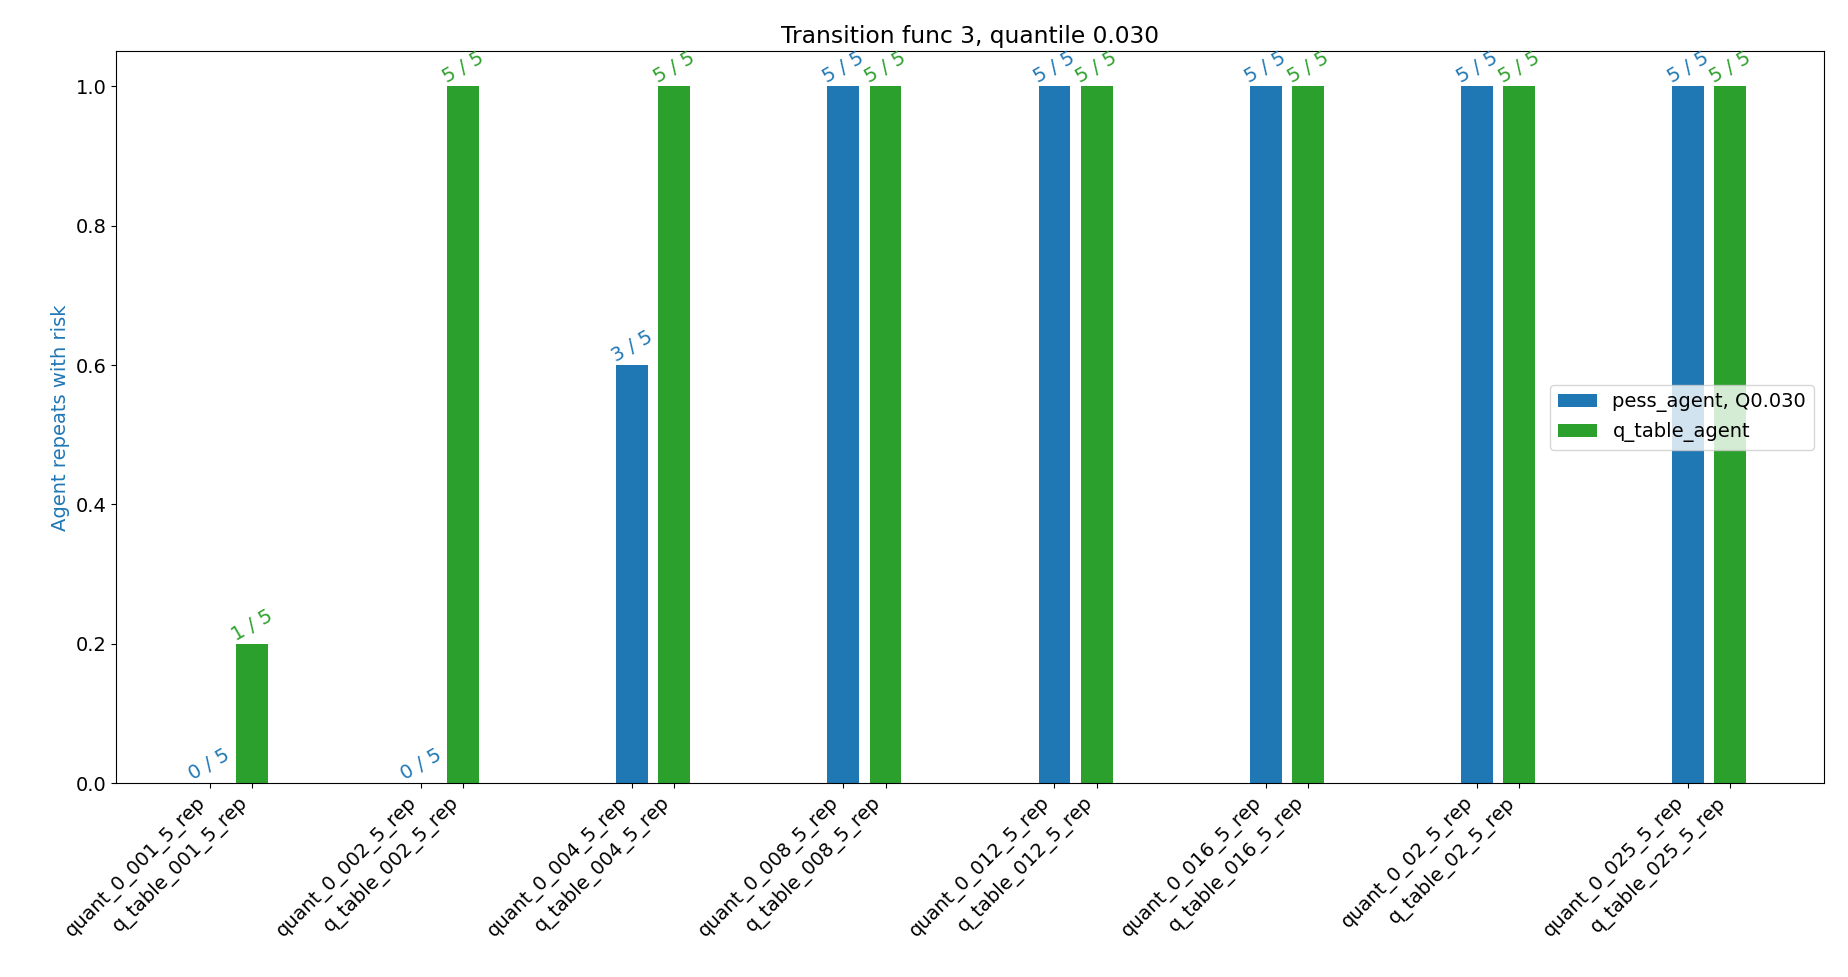 Transition func 3, quantile 0.030
Agent repeats with risk
1.0
0.8
0.6
0.4
0.2
0.0
0 / 5
1 / 5
0 / 5
5 / 5
3 / 5
5 / 5
5 / 5
5 / 5
5 / 5
5 / 5
5 / 5
5 / 5
5 / 5
5 / 5
5 / 5
5 / 5
pess_agent, Q0.030
q_table_agent
quant_0_001_5_rep
q_table_001_5_rep
quant_0_002_5_rep
q_table_002_5_rep
quant_0_004_5_rep
q_table_004_5_rep
quant_0_008_5_rep
q_table_008_5_rep
quant_0_012_5_rep
q_table_012_5_rep
quant_0_016_5_rep
q_table_016_5_rep
quant_0_02_5_rep
q_table_02_5_rep
quant_0_025_5_rep
q_table_025_5_rep